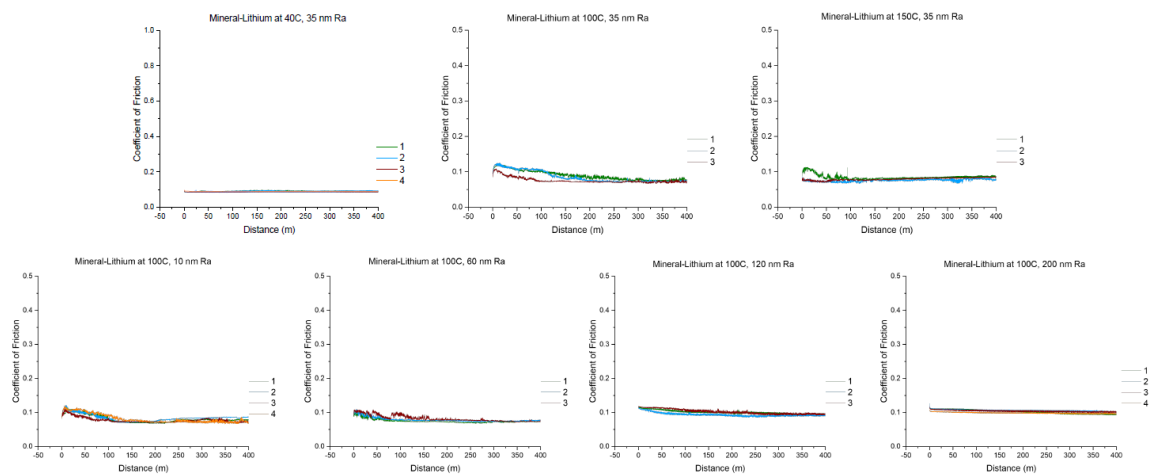 Mineral-Lithium at 40C, 35 nm Ra
1.0
0.8
0.6
0.4
0.2
0.0
Coefficient of Friction
-50 0 50 100 150 200 250 300 350 400
Distance (m)
1
2
3
4
Mineral-Lithium at 100C, 35 nm Ra
0.5
0.4
0.3
0.2
0.1
0.0
Coefficient of Friction
-50 0 50 100 150 200 250 300 350 400
Distance (m)
1
2
3
Mineral-Lithium at 150C, 35 nm Ra
0.5
0.4
0.3
0.2
0.1
0.0
Coefficient of Friction
-50 0 50 100 150 200 250 300 350 400
Distance (m)
1
2
3
Mineral-Lithium at 100C, 10 nm Ra
0.5
0.4
0.3
0.2
0.1
0.0
Coefficient of Friction
-50 0 50 100 150 200 250 300 350 400
Distance (m)
1
2
3
4
Mineral-Lithium at 100C, 60 nm Ra
0.5
0.4
0.3
0.2
0.1
0.0
Coefficient of Friction
-50 0 50 100 150 200 250 300 350 400
Distance (m)
1
2
3
Mineral-Lithium at 100C, 120 nm Ra
0.5
0.4
0.3
0.2
0.1
0.0
Coefficient of Friction
-50 0 50 100 150 200 250 300 350 400
Distance (m)
1
2
3
Mineral-Lithium at 100C, 200 nm Ra
0.5
0.4
0.3
0.2
0.1
0.0
Coefficient of Friction
-50 0 50 100 150 200 250 300 350 400
Distance (m)
1
2
3
4